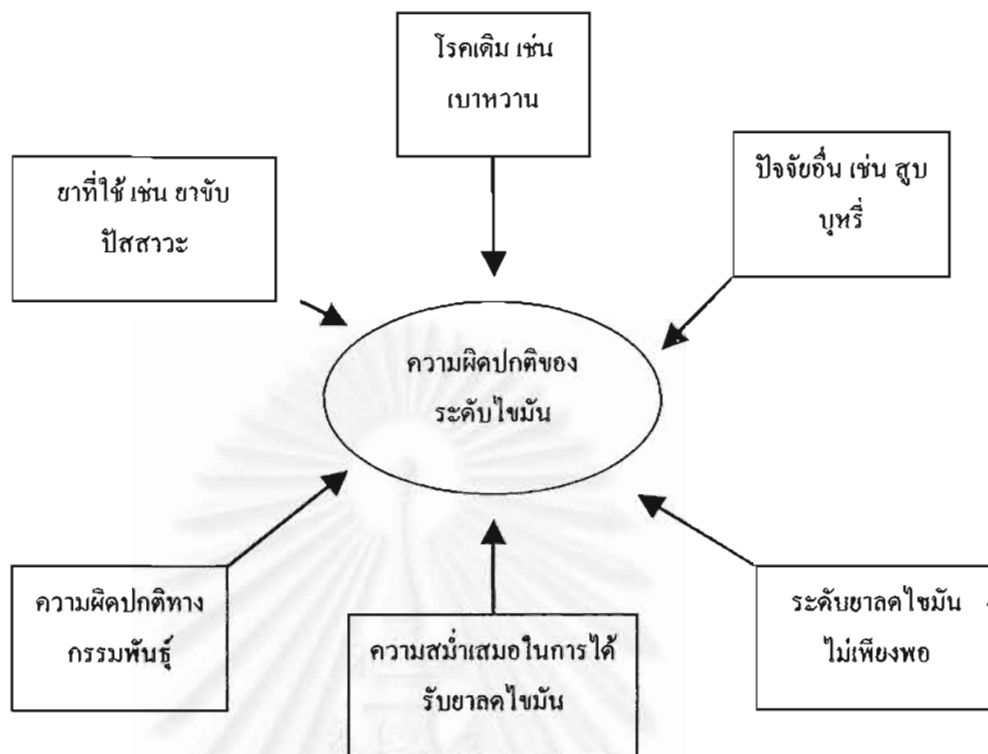 โรคเดิม เช่น
เบาหวาน
ยาที่ใช้ เช่น ยาขับ
ปัสสาวะ
ปัจจัยอื่น เช่น สูบ
บุหรี่
ความผิดปกติของ
ระดับไขมัน
ความผิดปกติทาง
กรรมพันธุ์
ความสม่ำเสมอในการได้
รับยาลดไขมัน
ระดับยาลดไขมัน
ไม่เพียงพอ